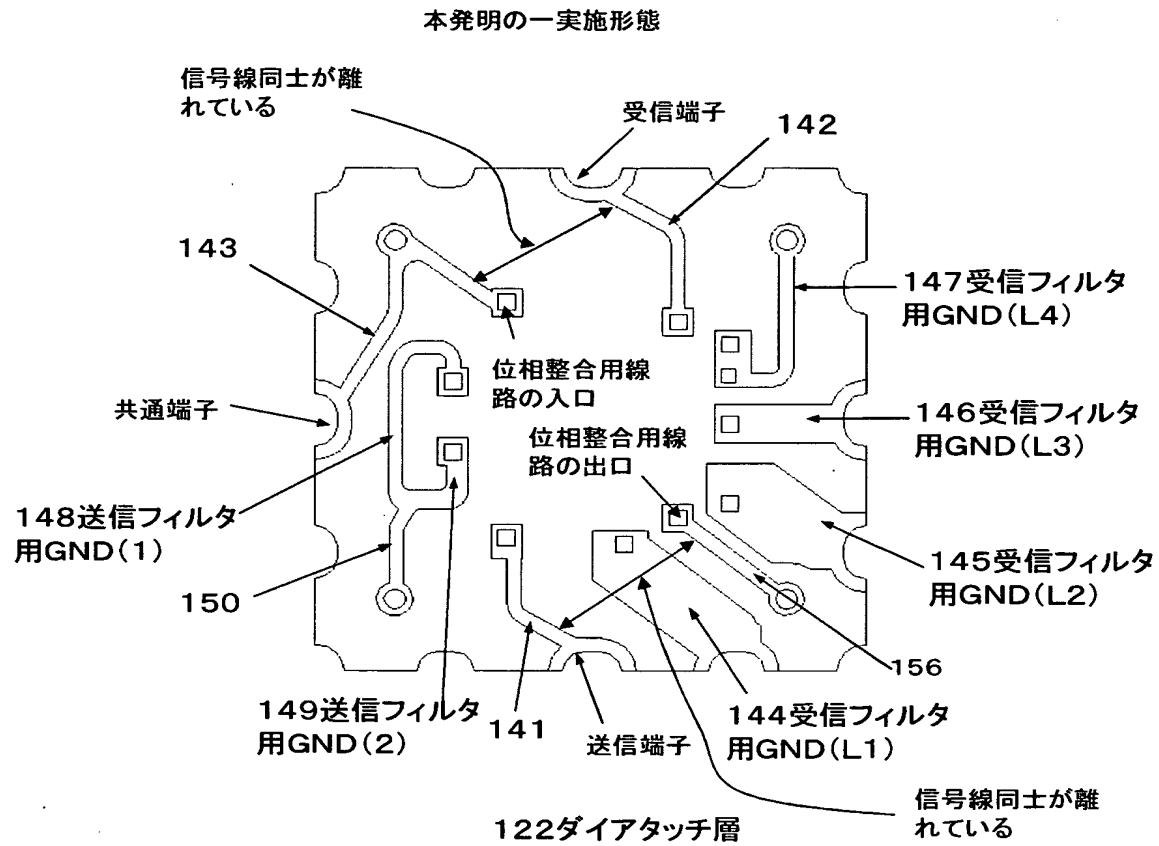 本発明の一実施形態
信号線同士が離
れている
受信端子
142
143
147受信フィルタ
用GND(L4)
位相整合用線
路の入口
共通端子
146受信フィルタ
用GND(L3)
位相整合用線
路の出口
148送信フィルタ
用GND(1)
145受信フィルタ
用GND(L2)
150
156
149送信フィルタ
用GND(2)
141
送信端子
144受信フィルタ
用GND(L1)
信号線同士が離
れている
122ダイアタッチ層